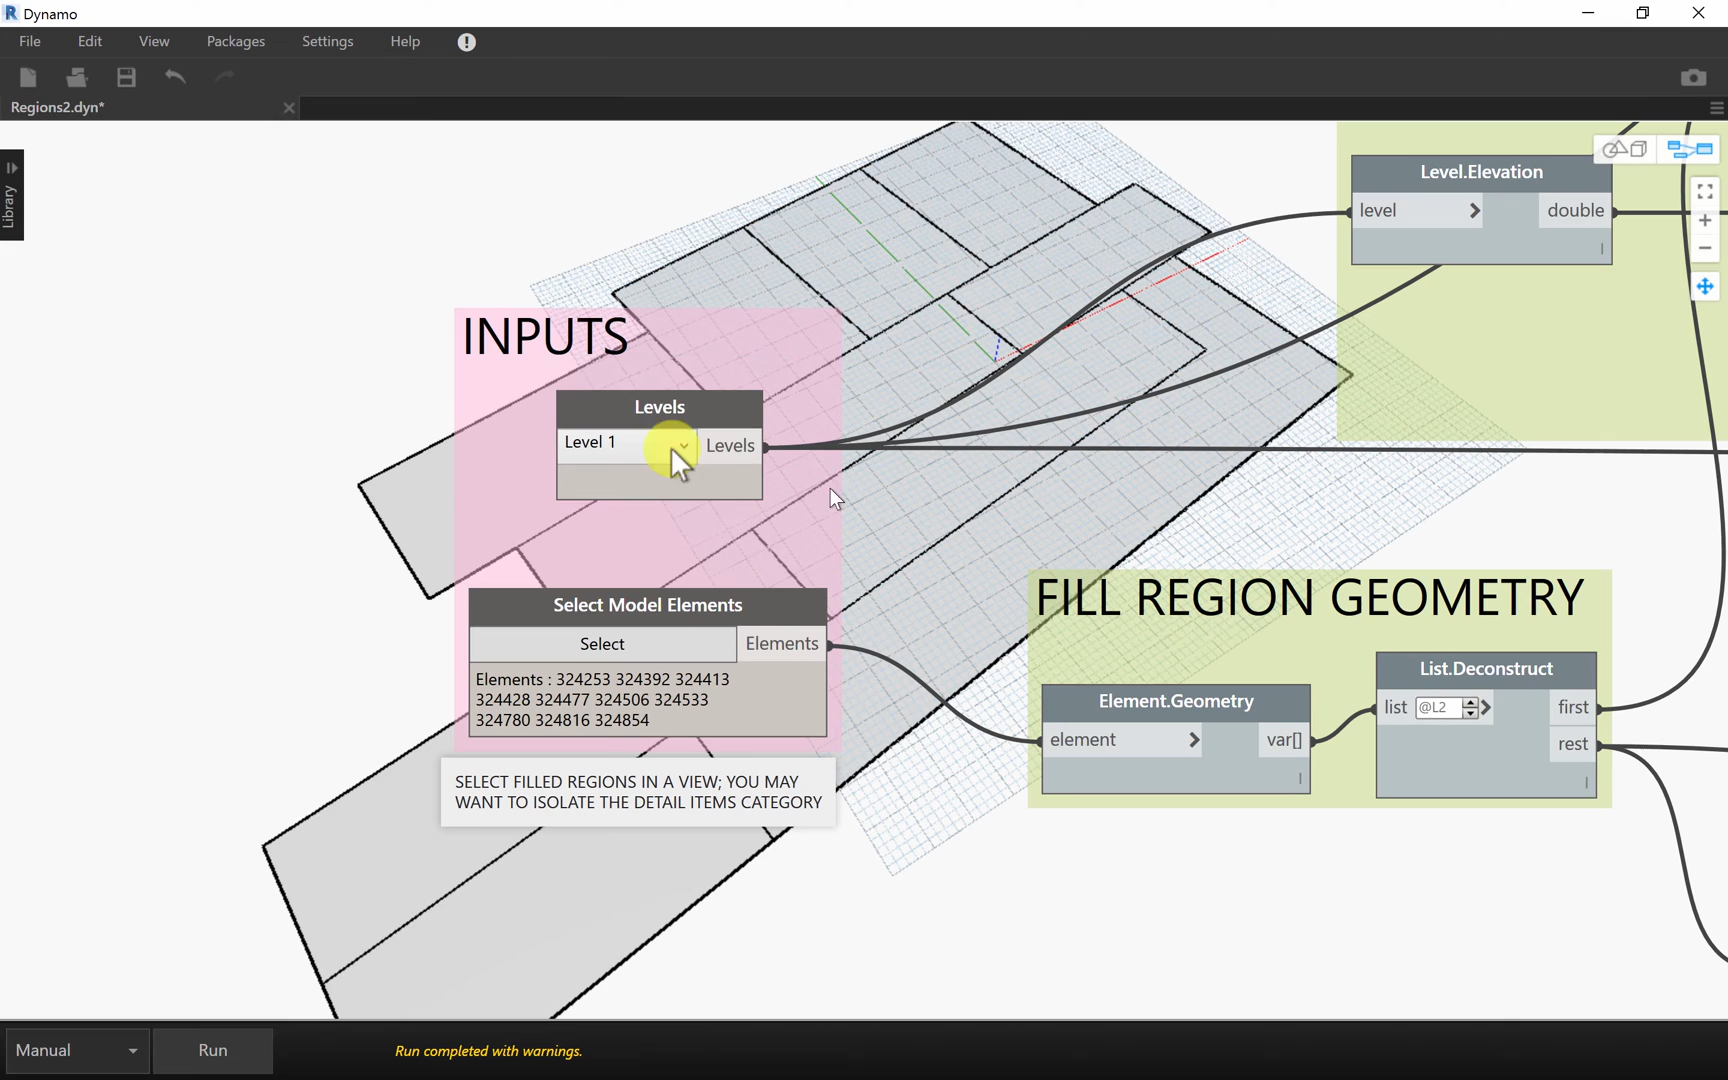 Dynamo
File Edit View Packages Settings Help
Regions2.dyn*
Library
Level.Elevation
level > double
l
INPUTS
Levels
Level 1 Levels
Select Model Elements
Select Elements
Elements : 324253 324392 324413
324428 324477 324506 324533
324780 324816 324854
SELECT FILLED REGIONS IN A VIEW; YOU MAY
WANT TO ISOLATE THE DETAIL ITEMS CATEGORY
FILL REGION GEOMETRY
Element.Geometry
element > var[]
l
List.Deconstruct
list @L2 > first
rest
l
Manual Run Run completed with warnings.